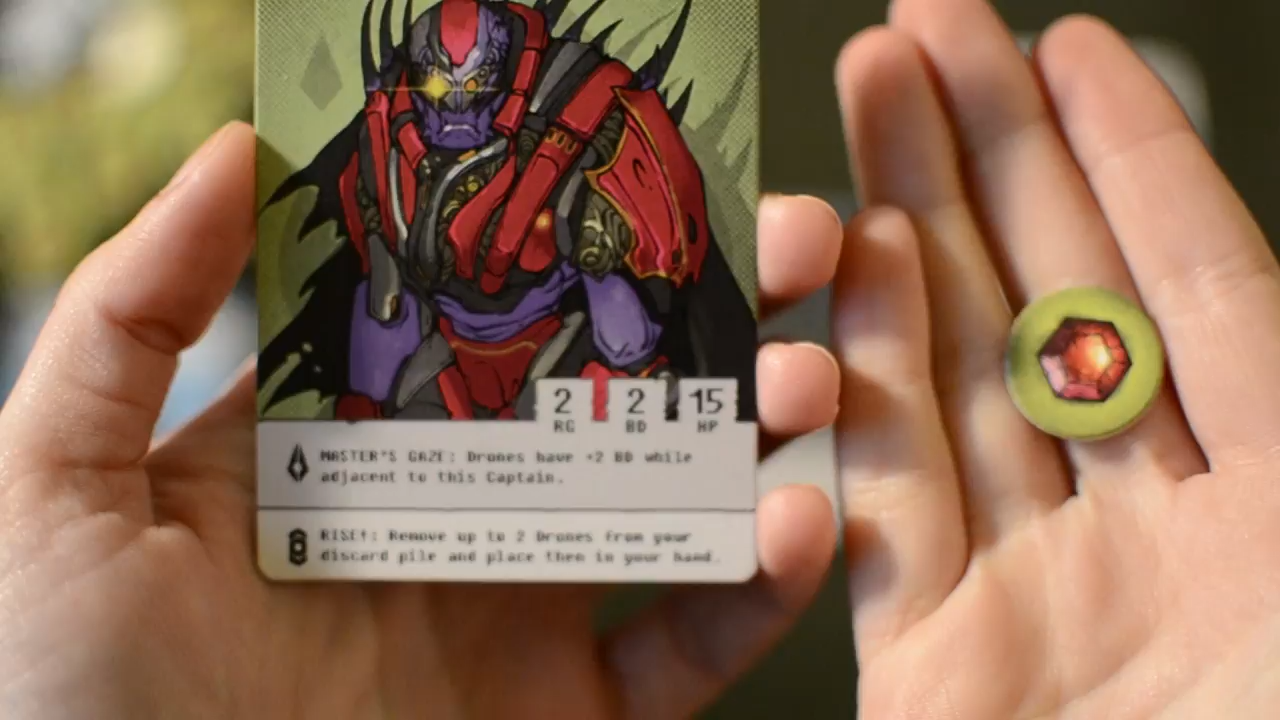 2 2 15
RG BD HP
MASTER'S GAZE: Drones have +2 BD while
adjacent to this Captain.
RISE!: Remove up to 2 Drones from your
discard pile and place them in your hand.